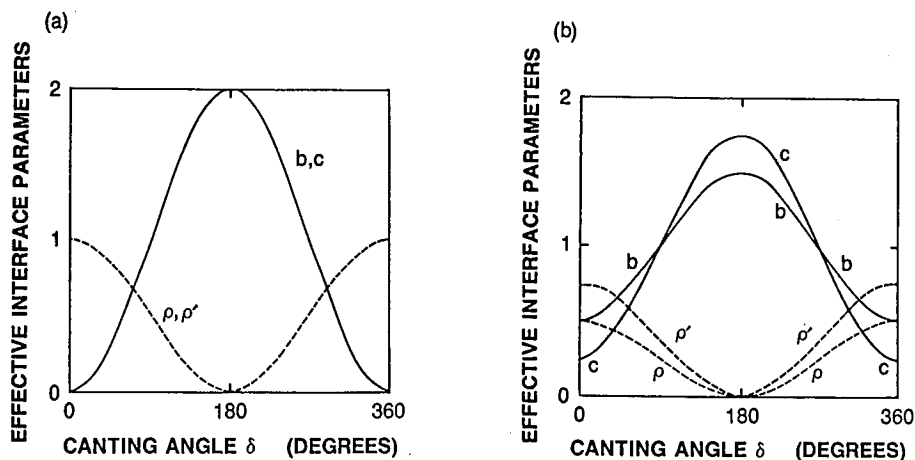 (a)
EFFECTIVE INTERFACE PARAMETERS
2
1
0
b,c
ρ, ρ′
0 180 360
CANTING ANGLE δ (DEGREES)
(b)
EFFECTIVE INTERFACE PARAMETERS
2
1
0
c
b
b
b
ρ′
ρ′
ρ
ρ
c
c
0 180 360
CANTING ANGLE δ (DEGREES)